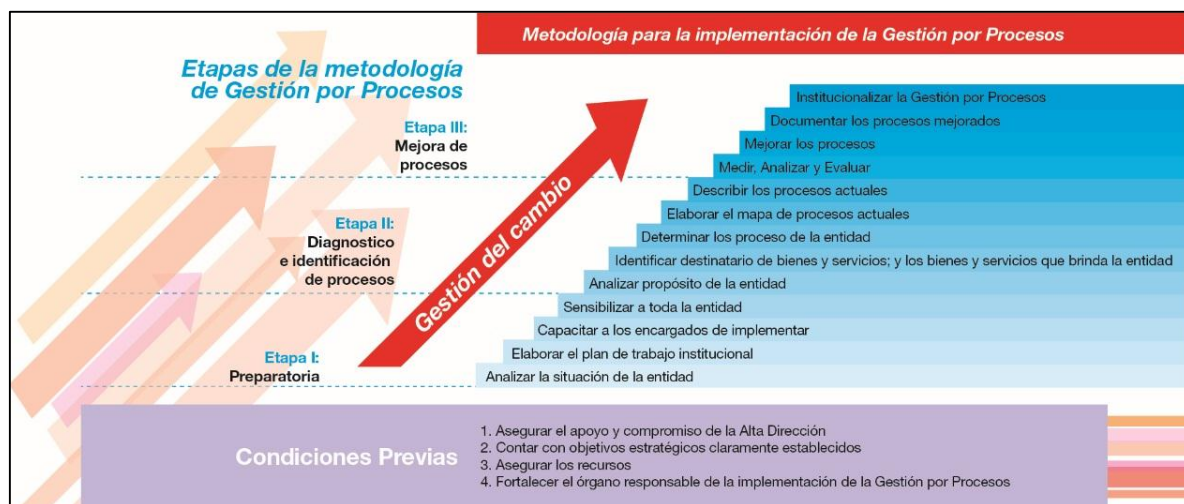 Metodología para la implementación de la Gestión por Procesos
Etapas de la metodología
de Gestión por Procesos
Etapa III:
Mejora de
procesos
Etapa II:
Diagnostico
e identificación
de procesos
Etapa I:
Preparatoria
Gestión del cambio
Institucionalizar la Gestión por Procesos
Documentar los procesos mejorados
Mejorar los procesos
Medir, Analizar y Evaluar
Describir los procesos actuales
Elaborar el mapa de procesos actuales
Determinar los proceso de la entidad
Identificar destinatario de bienes y servicios; y los bienes y servicios que brinda la entidad
Analizar propósito de la entidad
Sensibilizar a toda la entidad
Capacitar a los encargados de implementar
Elaborar el plan de trabajo institucional
Analizar la situación de la entidad
Condiciones Previas
1. Asegurar el apoyo y compromiso de la Alta Dirección
2. Contar con objetivos estratégicos claramente establecidos
3. Asegurar los recursos
4. Fortalecer el órgano responsable de la implementación de la Gestión por Procesos